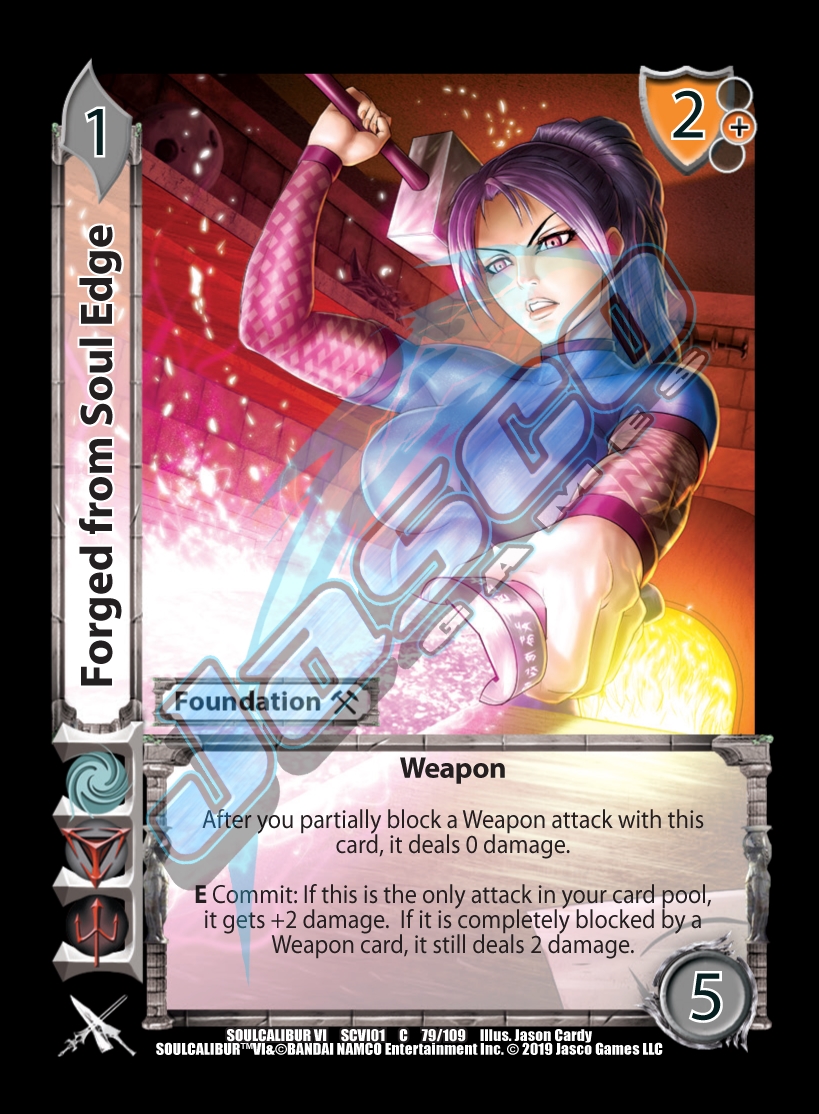 1
2
+
Forged from Soul Edge
JASCO
GAMES
Foundation
Weapon
After you partially block a Weapon attack with this
card, it deals 0 damage.
E Commit: If this is the only attack in your card pool,
it gets +2 damage. If it is completely blocked by a
Weapon card, it still deals 2 damage.
5
SOULCALIBUR VI SCVI01 C 79/109 Illus. Jason Cardy
SOULCALIBUR™VI&©BANDAI NAMCO Entertainment Inc. © 2019 Jasco Games LLC